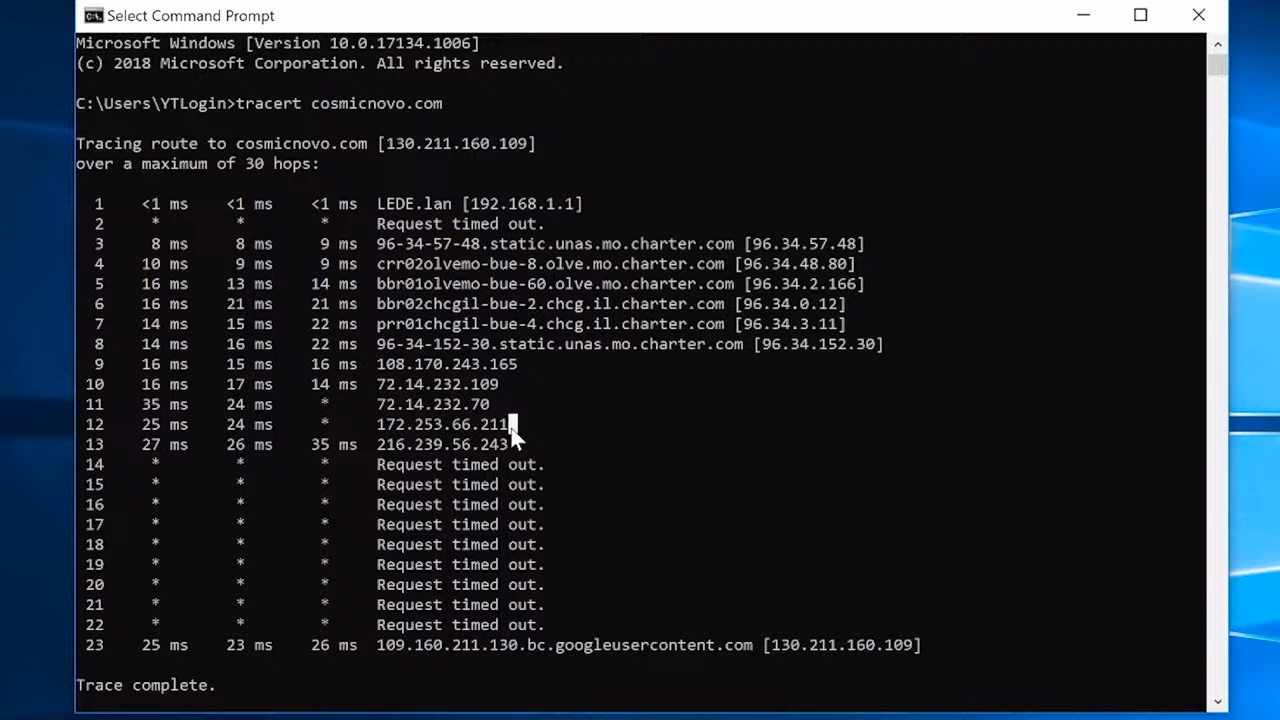 Select Command Prompt
Microsoft Windows [Version 10.0.17134.1006]
(c) 2018 Microsoft Corporation. All rights reserved.
C:\Users\YTLogin>tracert cosmicnovo.com
Tracing route to cosmicnovo.com [130.211.160.109]
over a maximum of 30 hops:
1 <1 ms <1 ms <1 ms LEDE.lan [192.168.1.1]
2 * * * Request timed out.
3 8 ms 8 ms 9 ms 96-34-57-48.static.unas.mo.charter.com [96.34.57.48]
4 10 ms 9 ms 9 ms crr02olvemo-bue-8.olve.mo.charter.com [96.34.48.80]
5 16 ms 13 ms 14 ms bbr01olvemo-bue-60.olve.mo.charter.com [96.34.2.166]
6 16 ms 21 ms 21 ms bbr02chcgil-bue-2.chcg.il.charter.com [96.34.0.12]
7 14 ms 15 ms 22 ms prr01chcgil-bue-4.chcg.il.charter.com [96.34.3.11]
8 14 ms 16 ms 22 ms 96-34-152-30.static.unas.mo.charter.com [96.34.152.30]
9 16 ms 15 ms 16 ms 108.170.243.165
10 16 ms 17 ms 14 ms 72.14.232.109
11 35 ms 24 ms * 72.14.232.70
12 25 ms 24 ms * 172.253.66.211
13 27 ms 26 ms 35 ms 216.239.56.243
14 * * * Request timed out.
15 * * * Request timed out.
16 * * * Request timed out.
17 * * * Request timed out.
18 * * * Request timed out.
19 * * * Request timed out.
20 * * * Request timed out.
21 * * * Request timed out.
22 * * * Request timed out.
23 25 ms 23 ms 26 ms 109.160.211.130.bc.googleusercontent.com [130.211.160.109]
Trace complete.